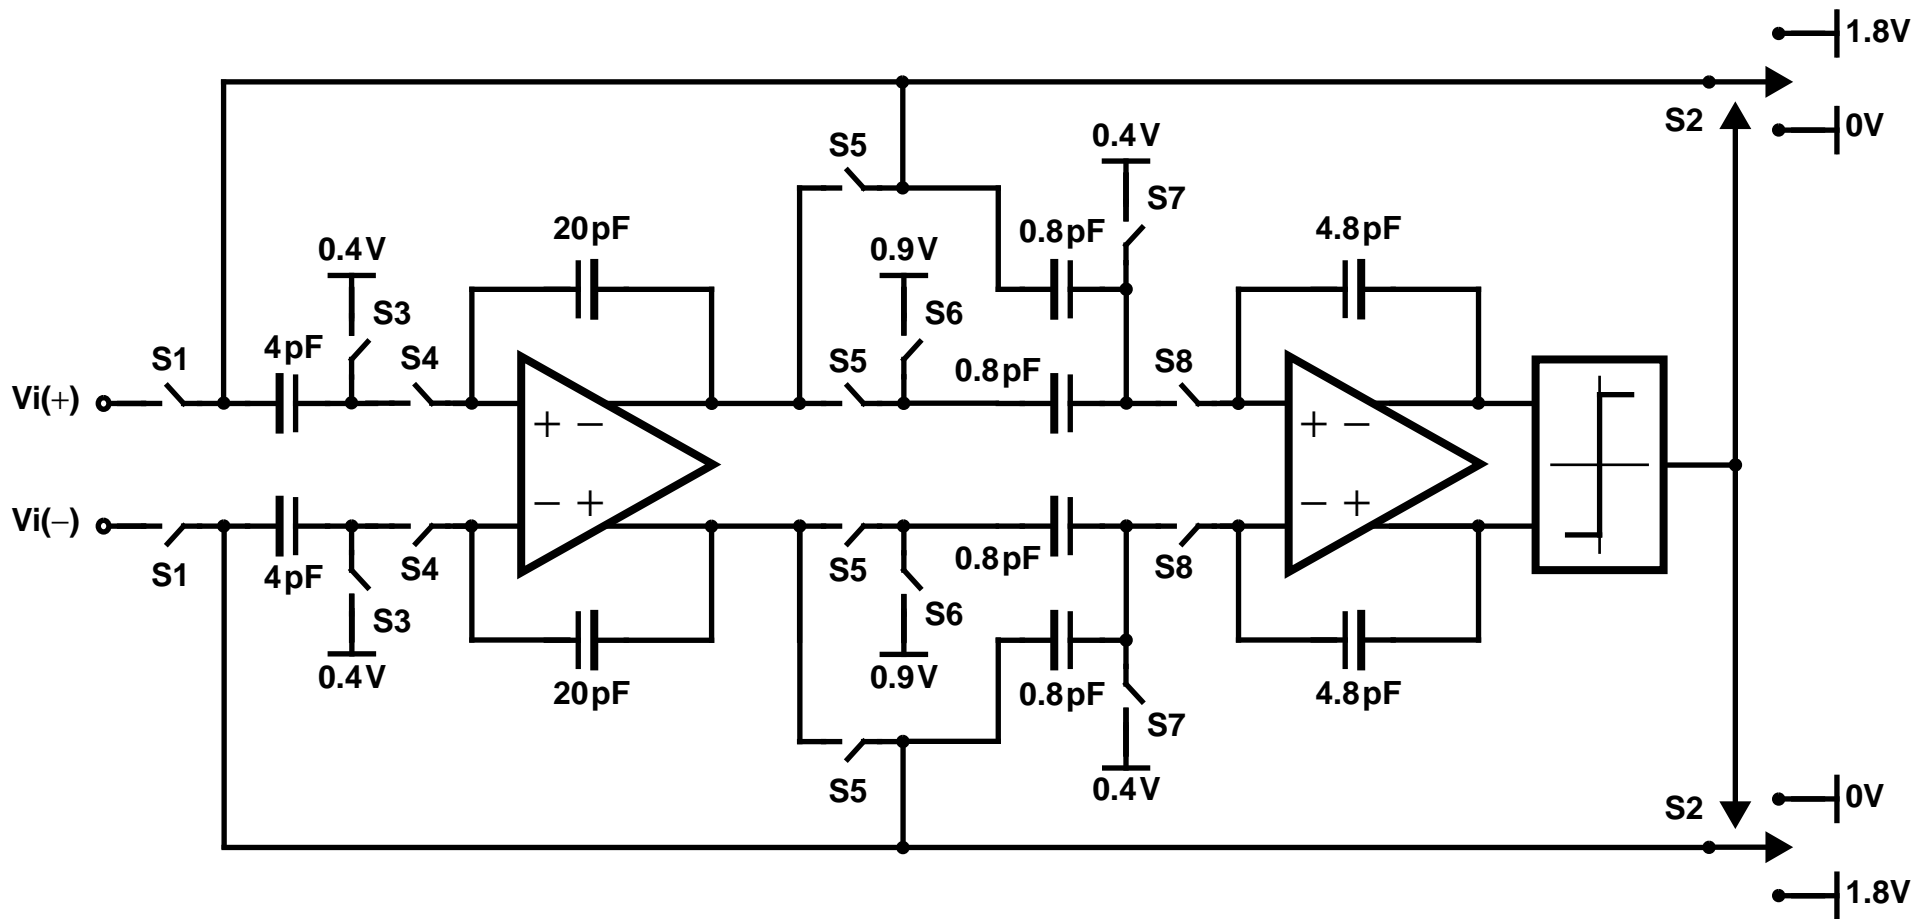 1.8V
S2
0V
S5
0.4V
S7
20pF
0.8pF
4.8pF
0.4V
0.9V
S3
S6
4pF
S1
S4
S5
0.8pF
S8
Vi(+)
+ −
+ −
− +
− +
Vi(−)
S1
4pF
S4
S5
0.8pF
S8
S3
S6
0.4V
0.9V
20pF
0.8pF
4.8pF
S7
S5
0.4V
S2
0V
1.8V